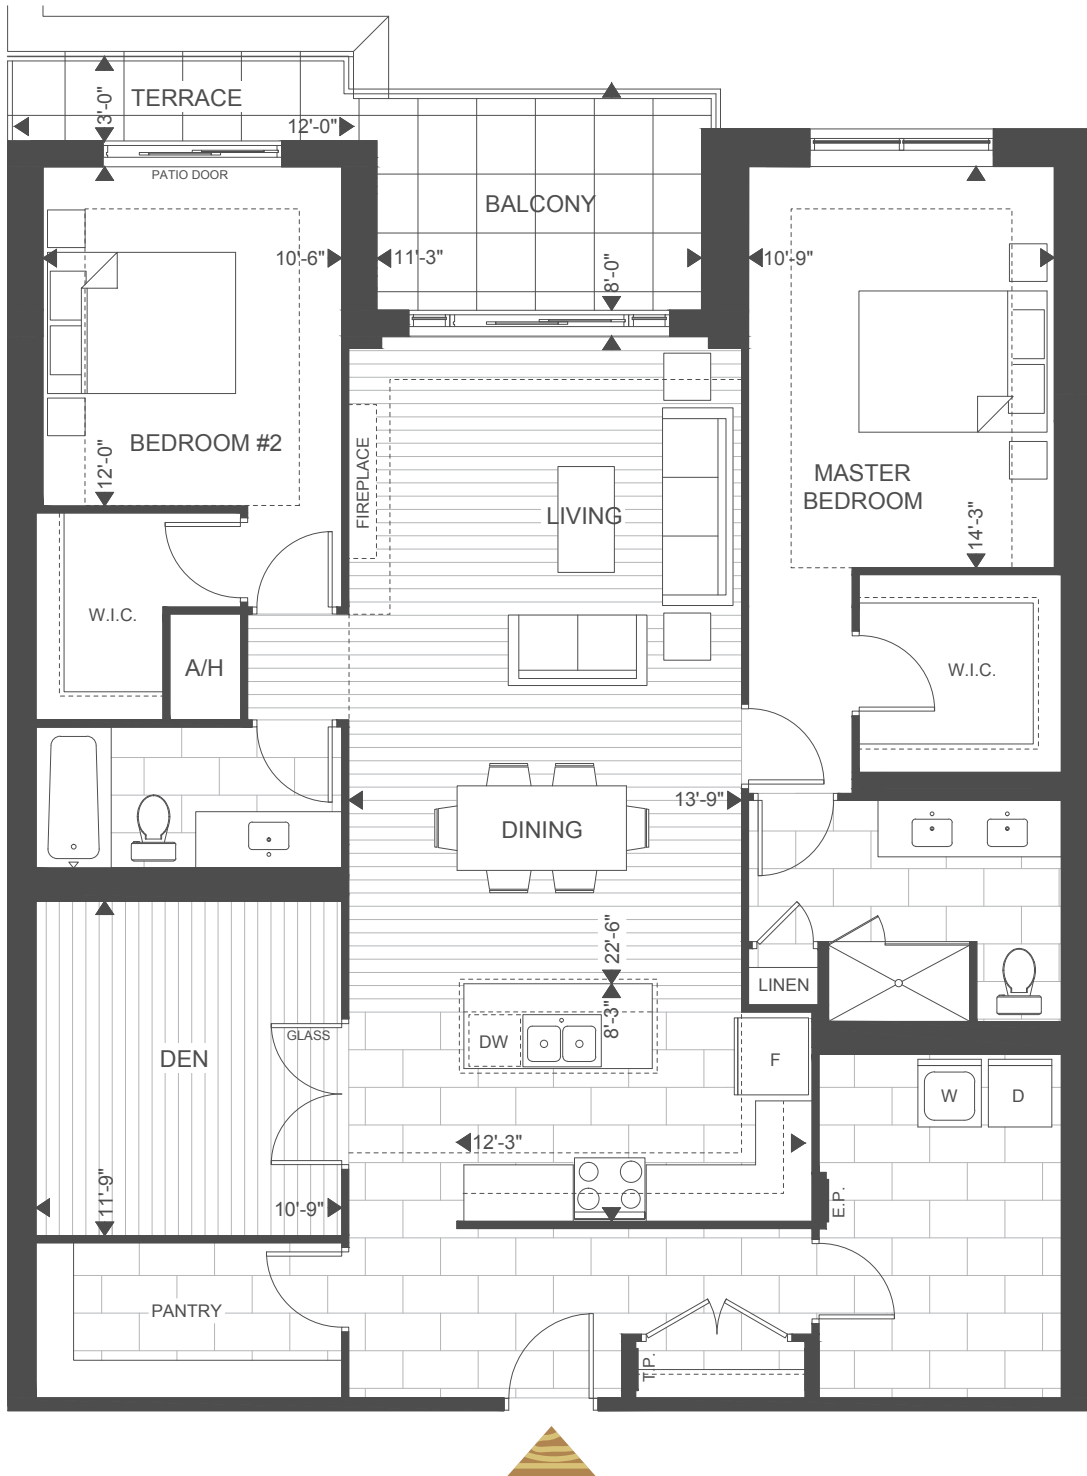 TERRACE
3'-0"
12'-0"
PATIO DOOR
BALCONY
10'-6"
11'-3"
8'-0"
10'-9"
BEDROOM #2
12'-0"
FIREPLACE
LIVING
MASTER
BEDROOM
14'-3"
W.I.C.
A/H
W.I.C.
13'-9"
DINING
22'-6"
LINEN
8'-3"
DW
GLASS
DEN
F
W
D
12'-3"
11'-9"
10'-9"
E.P.
PANTRY
T.P.